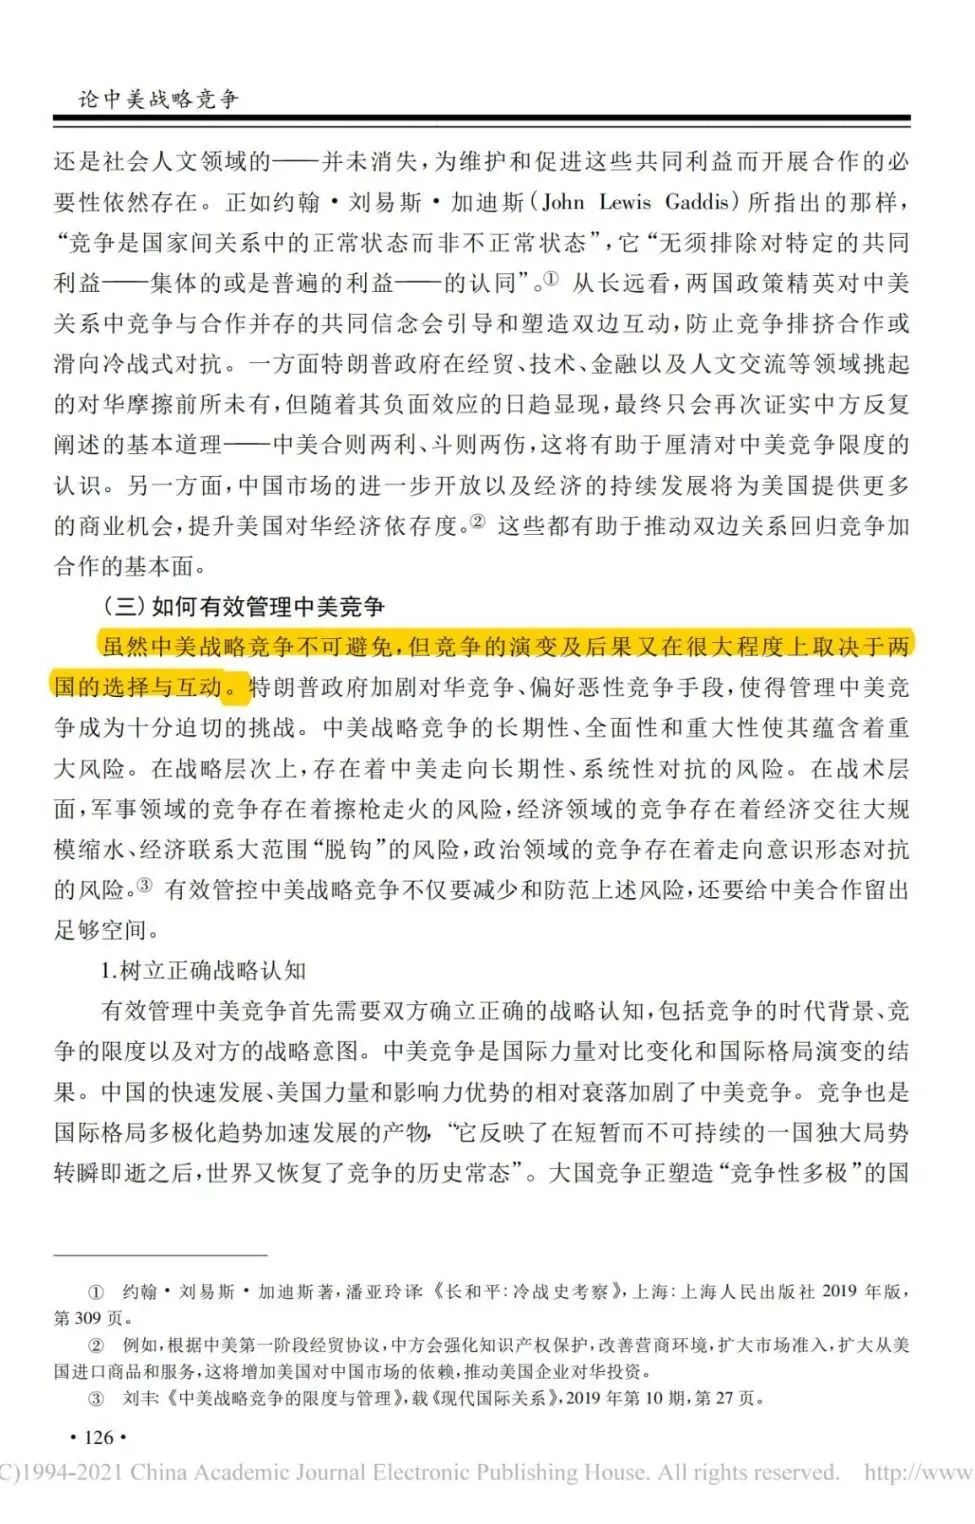 论中美战略竞争
还是社会人文领域的——并未消失,为维护和促进这些共同利益而开展合作的必
要性依然存在。正如约翰·刘易斯·加迪斯(John Lewis Gaddis)所指出的那样,
“竞争是国家间关系中的正常状态而非不正常状态”,它“无须排除对特定的共同
利益——集体的或是普遍的利益——的认同”。① 从长远看,两国政策精英对中美
关系中竞争与合作并存的共同信念会引导和塑造双边互动,防止竞争排挤合作或
滑向冷战式对抗。一方面特朗普政府在经贸、技术、金融以及人文交流等领域挑起
的对华摩擦前所未有,但随着其负面效应的日趋显现,最终只会再次证实中方反复
阐述的基本道理——中美合则两利、斗则两伤,这将有助于厘清对中美竞争限度的
认识。另一方面,中国市场的进一步开放以及经济的持续发展将为美国提供更多
的商业机会,提升美国对华经济依存度。② 这些都有助于推动双边关系回归竞争加
合作的基本面。
(三)如何有效管理中美竞争
虽然中美战略竞争不可避免,但竞争的演变及后果又在很大程度上取决于两
国的选择与互动。特朗普政府加剧对华竞争、偏好恶性竞争手段,使得管理中美竞
争成为十分迫切的挑战。中美战略竞争的长期性、全面性和重大性使其蕴含着重
大风险。在战略层次上,存在着中美走向长期性、系统性对抗的风险。在战术层
面,军事领域的竞争存在着擦枪走火的风险,经济领域的竞争存在着经济交往大规
模缩水、经济联系大范围“脱钩”的风险,政治领域的竞争存在着走向意识形态对抗
的风险。③ 有效管控中美战略竞争不仅要减少和防范上述风险,还要给中美合作留出
足够空间。
1.树立正确战略认知
有效管理中美竞争首先需要双方确立正确的战略认知,包括竞争的时代背景、竞
争的限度以及对方的战略意图。中美竞争是国际力量对比变化和国际格局演变的结
果。中国的快速发展、美国力量和影响力优势的相对衰落加剧了中美竞争。竞争也是
国际格局多极化趋势加速发展的产物,“它反映了在短暂而不可持续的一国独大局势
转瞬即逝之后,世界又恢复了竞争的历史常态”。大国竞争正塑造“竞争性多极”的国
① 约翰·刘易斯·加迪斯著,潘亚玲译:《长和平:冷战史考察》,上海:上海人民出版社 2019 年版,
第 309 页。
② 例如,根据中美第一阶段经贸协议,中方会强化知识产权保护,改善营商环境,扩大市场准入,扩大从美
国进口商品和服务,这将增加美国对中国市场的依赖,推动美国企业对华投资。
③ 刘丰:《中美战略竞争的限度与管理》,载《现代国际关系》,2019 年第 10 期,第 27 页。
·126·
C)1994-2021 China Academic Journal Electronic Publishing House. All rights reserved. http://www